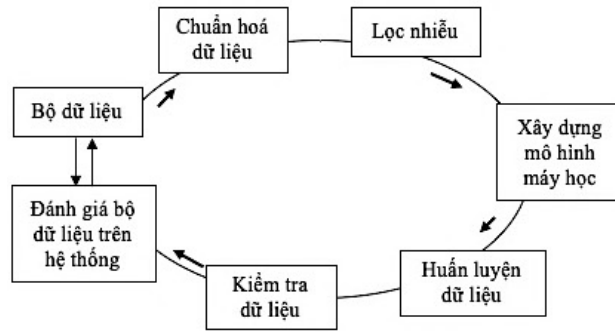 Chuẩn hoá
dữ liệu
Lọc nhiễu
Bộ dữ liệu
Xây dựng
mô hình
máy học
Đánh giá bộ
dữ liệu trên
hệ thống
Kiểm tra
dữ liệu
Huấn luyện
dữ liệu